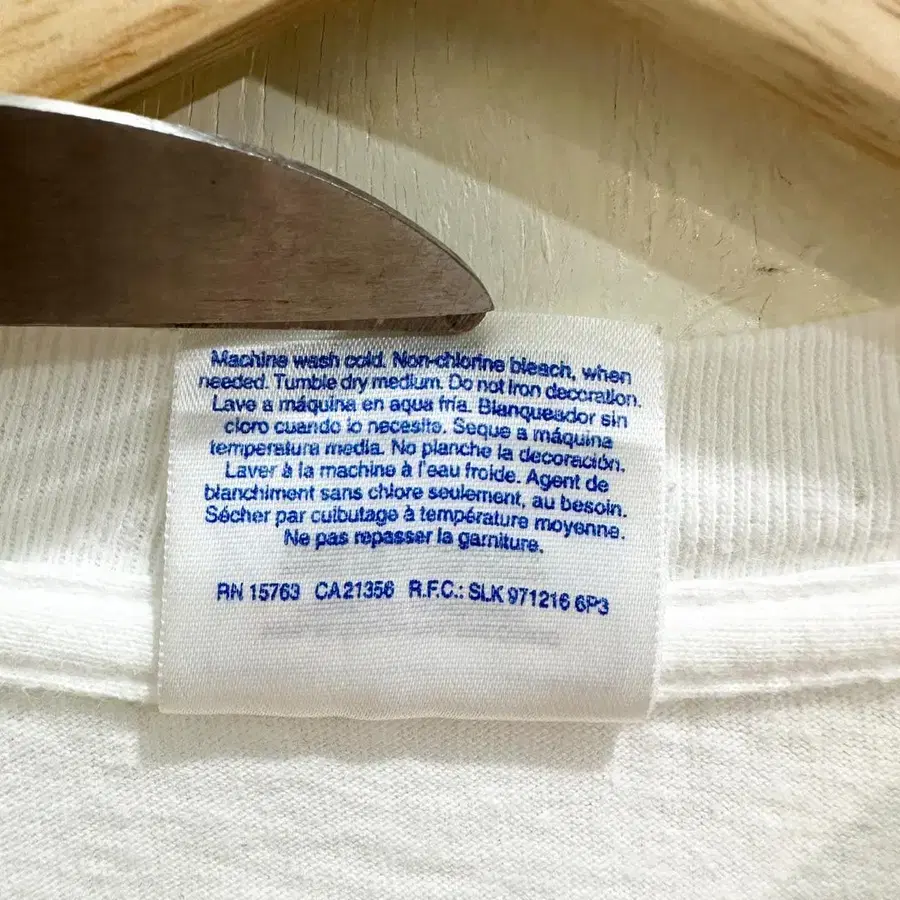 Machine wash cold. Non-chlorine bleach, when
needed. Tumble dry medium. Do not iron decoration.
Lave a máquina en aqua fría. Blanqueador sin
cloro cuando lo necesite. Seque a máquina
temperatura media. No planche la decoración.
Laver à la machine à l'eau froide. Agent de
blanchiment sans chlore seulement, au besoin.
Sécher par culbutage à température moyenne.
Ne pas repasser la garniture.
RN 15763 CA21356 R.F.C.: SLK 971216 6P3